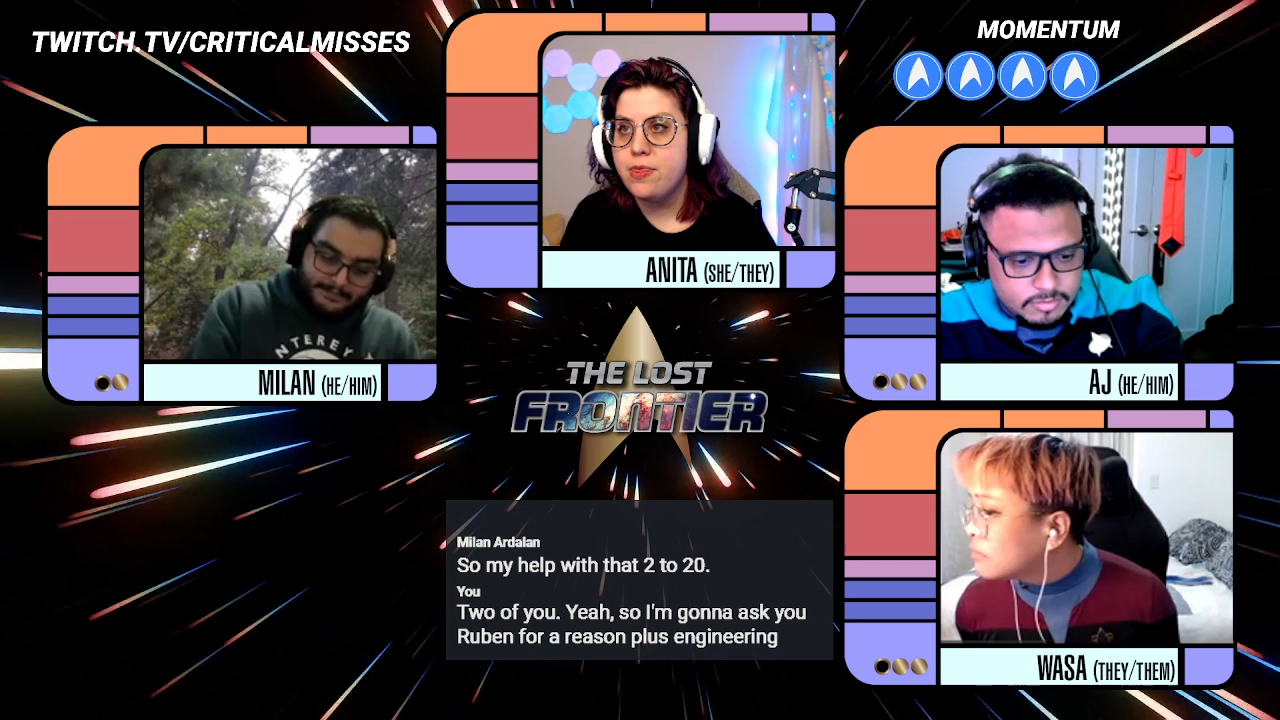 TWITCH.TV/CRITICALMISSES
MOMENTUM
ANITA (SHE/THEY)
NTEREY
MILAN (HE/HIM)
AJ (HE/HIM)
THE LOST
FRONTIER
Milan Ardalan
So my help with that 2 to 20.
You
Two of you. Yeah, so I'm gonna ask you
Ruben for a reason plus engineering
WASA (THEY/THEM)